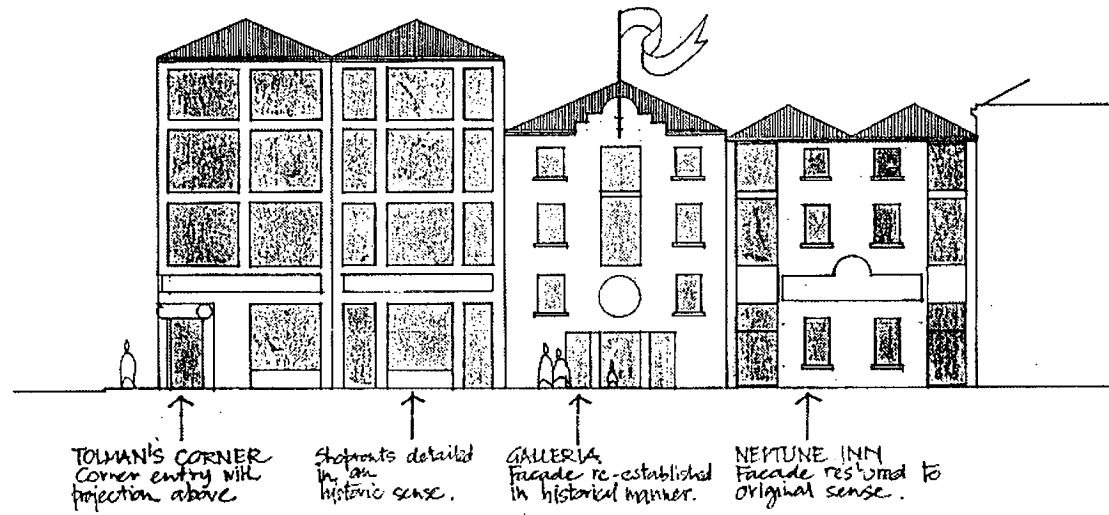 TOLMAN'S CORNER
Corner entry with
projection above
Shopfronts detailed
in an
historic sense.
GALLERIA
Facade re-established
in historical manner.
NEPTUNE INN
Facade restored to
original sense.